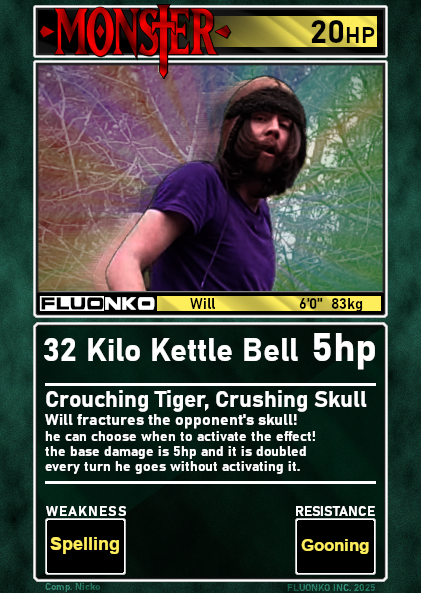 MONSTER
20HP
FLUONKO
Will 6'0" 83kg
32 Kilo Kettle Bell 5hp
Crouching Tiger, Crushing Skull
Will fractures the opponent's skull!
he can choose when to activate the effect!
the base damage is 5hp and it is doubled
every turn he goes without activating it.
WEAKNESS RESISTANCE
Spelling Gooning
Comp. Nicko FLUONKO INC. 2025